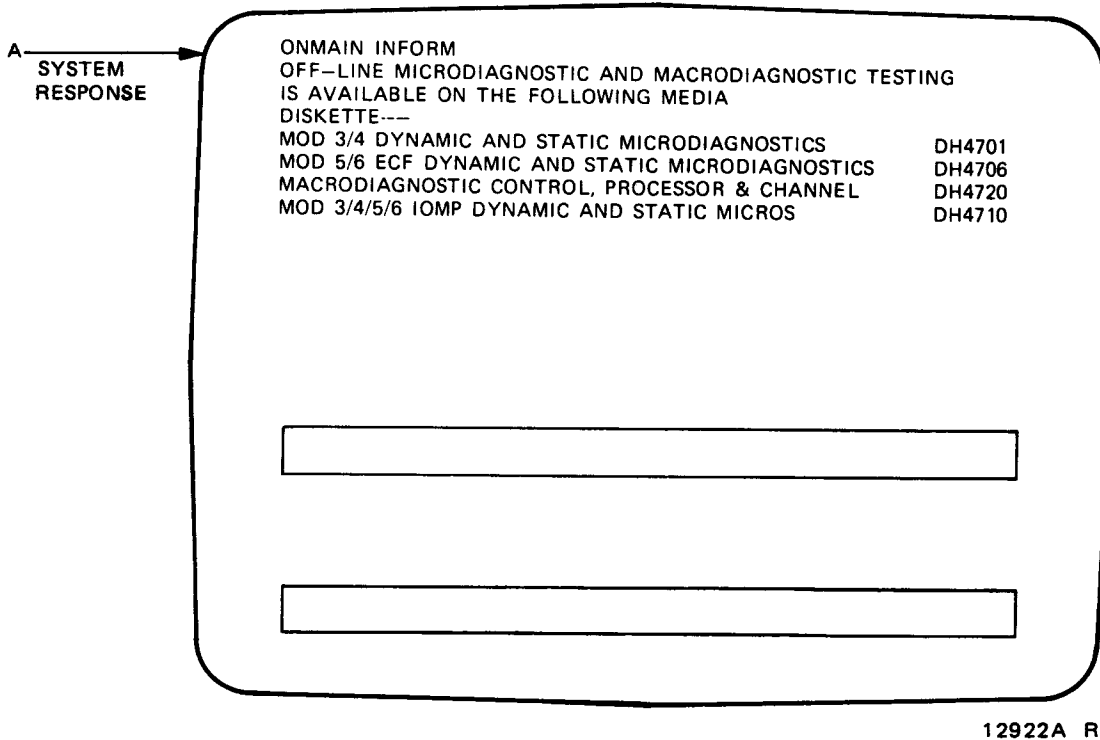 A
SYSTEM
RESPONSE
ONMAIN INFORM
OFF–LINE MICRODIAGNOSTIC AND MACRODIAGNOSTIC TESTING
IS AVAILABLE ON THE FOLLOWING MEDIA
DISKETTE---
MOD 3/4 DYNAMIC AND STATIC MICRODIAGNOSTICS DH4701
MOD 5/6 ECF DYNAMIC AND STATIC MICRODIAGNOSTICS DH4706
MACRODIAGNOSTIC CONTROL, PROCESSOR & CHANNEL DH4720
MOD 3/4/5/6 IOMP DYNAMIC AND STATIC MICROS DH4710
12922A R